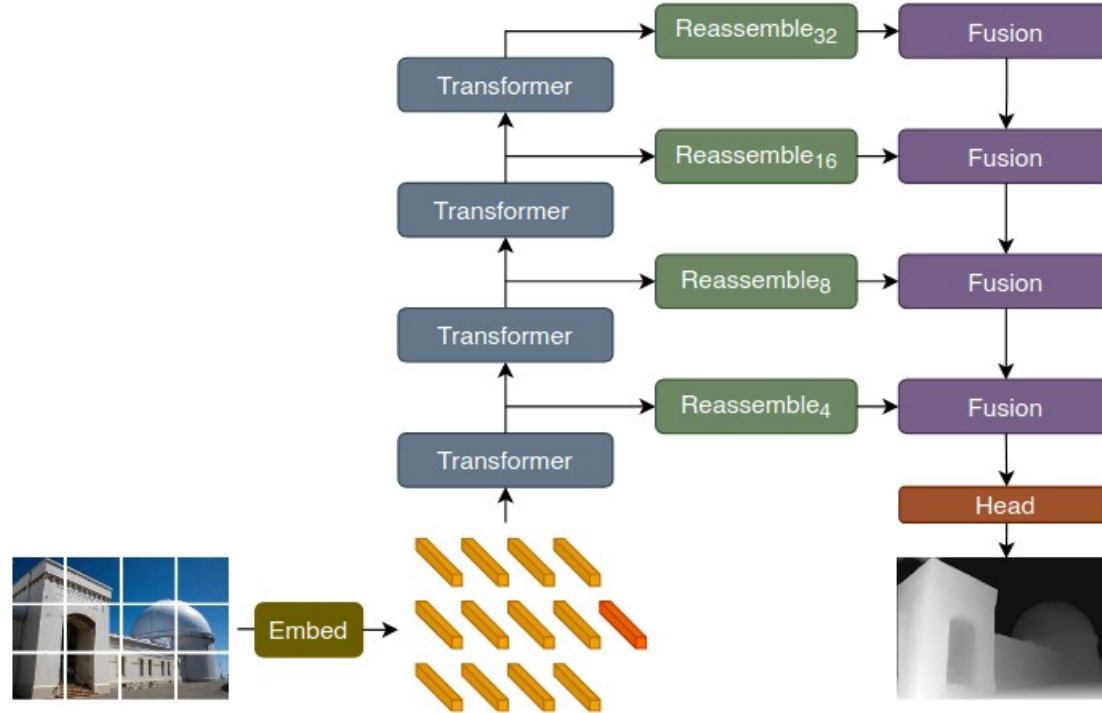 Reassemble32
Fusion
Transformer
Reassemble16
Fusion
Transformer
Reassemble8
Fusion
Transformer
Reassemble4
Fusion
Transformer
Head
Embed